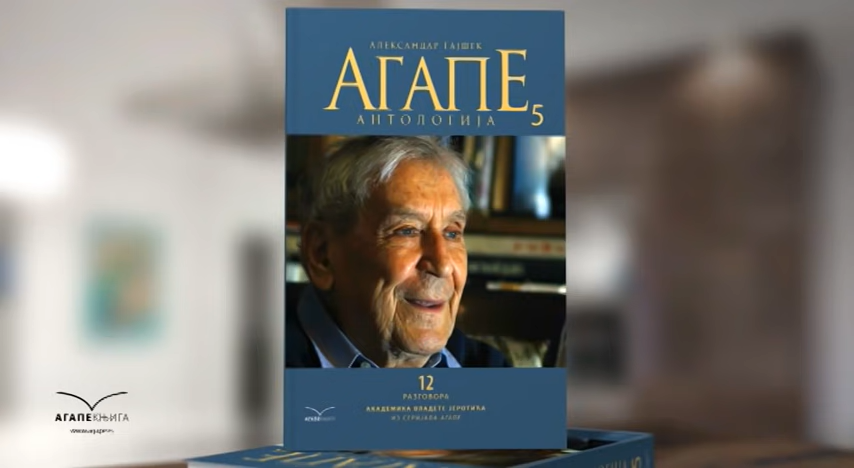 АЛЕКСАНДАР ГАЈШЕК
АГАПЕ
АНТОЛОГИЈА 5
12
РАЗГОВОРА
АКАДЕМИКА ВЛАДЕТЕ ЈЕРОТИЋА
ИЗ СЕРИЈАЛА АГАПЕ
АГАПЕКЊИГА